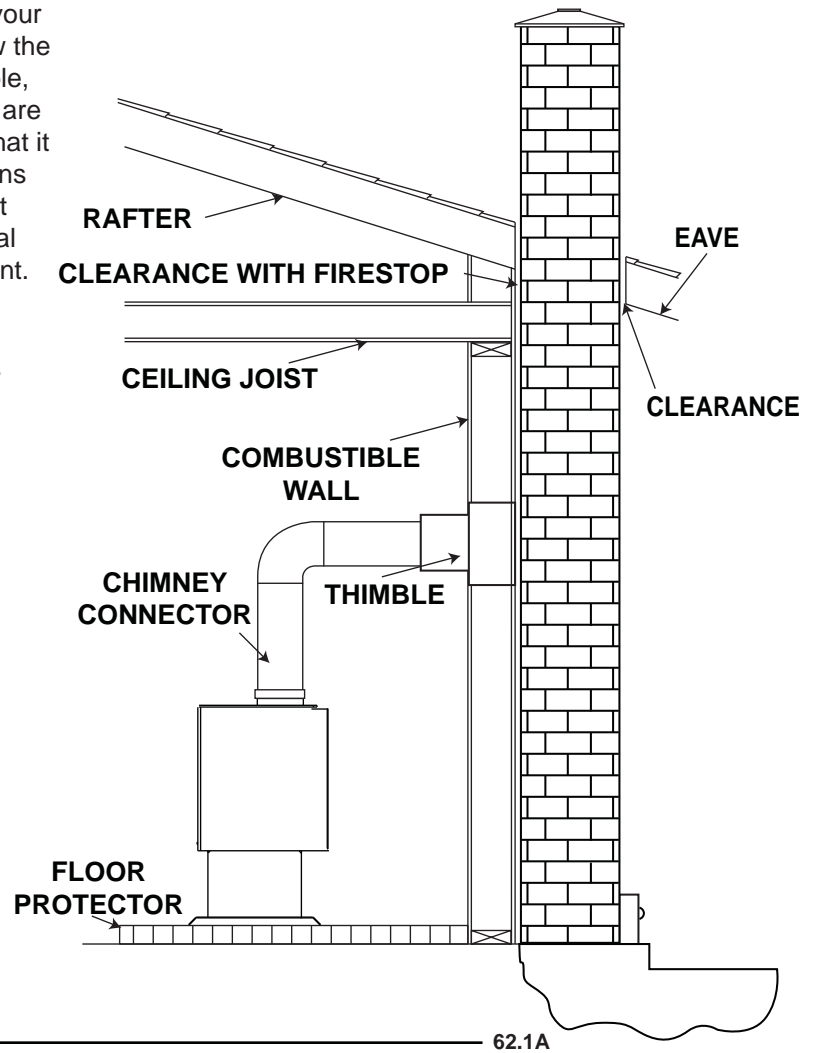 your
w the
ble,
are
hat it
ns
t
al
nt.
RAFTER
EAVE
CLEARANCE WITH FIRESTOP
CEILING JOIST
CLEARANCE
COMBUSTIBLE
WALL
CHIMNEY
CONNECTOR
THIMBLE
FLOOR
PROTECTOR
62.1A